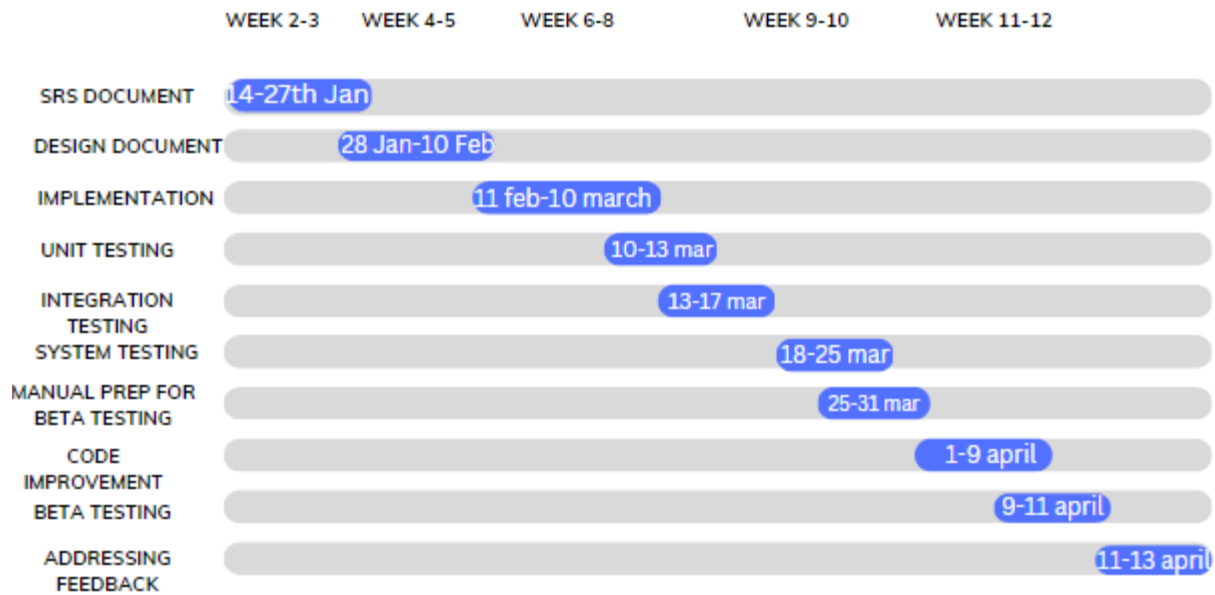 WEEK 2-3 WEEK 4-5 WEEK 6-8 WEEK 9-10 WEEK 11-12
SRS DOCUMENT 14-27th Jan
DESIGN DOCUMENT 28 Jan-10 Feb
IMPLEMENTATION 11 feb-10 march
UNIT TESTING 10-13 mar
INTEGRATION 13-17 mar
TESTING
SYSTEM TESTING 18-25 mar
MANUAL PREP FOR 25-31 mar
BETA TESTING
CODE 1-9 april
IMPROVEMENT
BETA TESTING 9-11 april
ADDRESSING 11-13 april
FEEDBACK